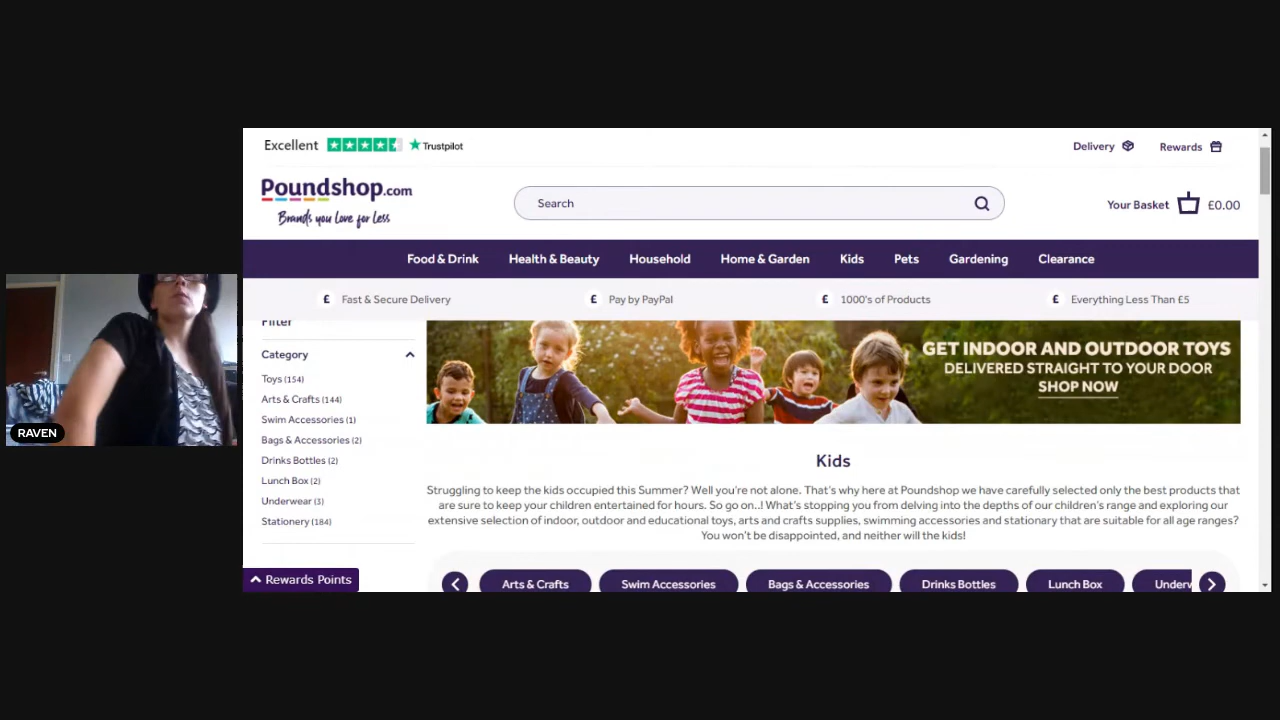 Excellent Trustpilot
Delivery
Rewards
Poundshop.com
Brands you love for less
Search
Your Basket £0.00
Food & Drink
Health & Beauty
Household
Home & Garden
Kids
Pets
Gardening
Clearance
£ Fast & Secure Delivery
£ Pay by PayPal
£ 1000's of Products
£ Everything Less Than £5
Filter
Category
Toys (154)
Arts & Crafts (144)
Swim Accessories (1)
Bags & Accessories (2)
Drinks Bottles (2)
Lunch Box (2)
Underwear (3)
Stationery (184)
Rewards Points
GET INDOOR AND OUTDOOR TOYS
DELIVERED STRAIGHT TO YOUR DOOR
SHOP NOW
Kids
Struggling to keep the kids occupied this Summer? Well you're not alone. That's why here at Poundshop we have carefully selected only the best products that
are sure to keep your children entertained for hours. So go on..! What's stopping you from delving into the depths of our children's range and exploring our
extensive selection of indoor, outdoor and educational toys, arts and crafts supplies, swimming accessories and stationary that are suitable for all age ranges?
You won't be disappointed, and neither will the kids!
Arts & Crafts
Swim Accessories
Bags & Accessories
Drinks Bottles
Lunch Box
Underw
RAVEN